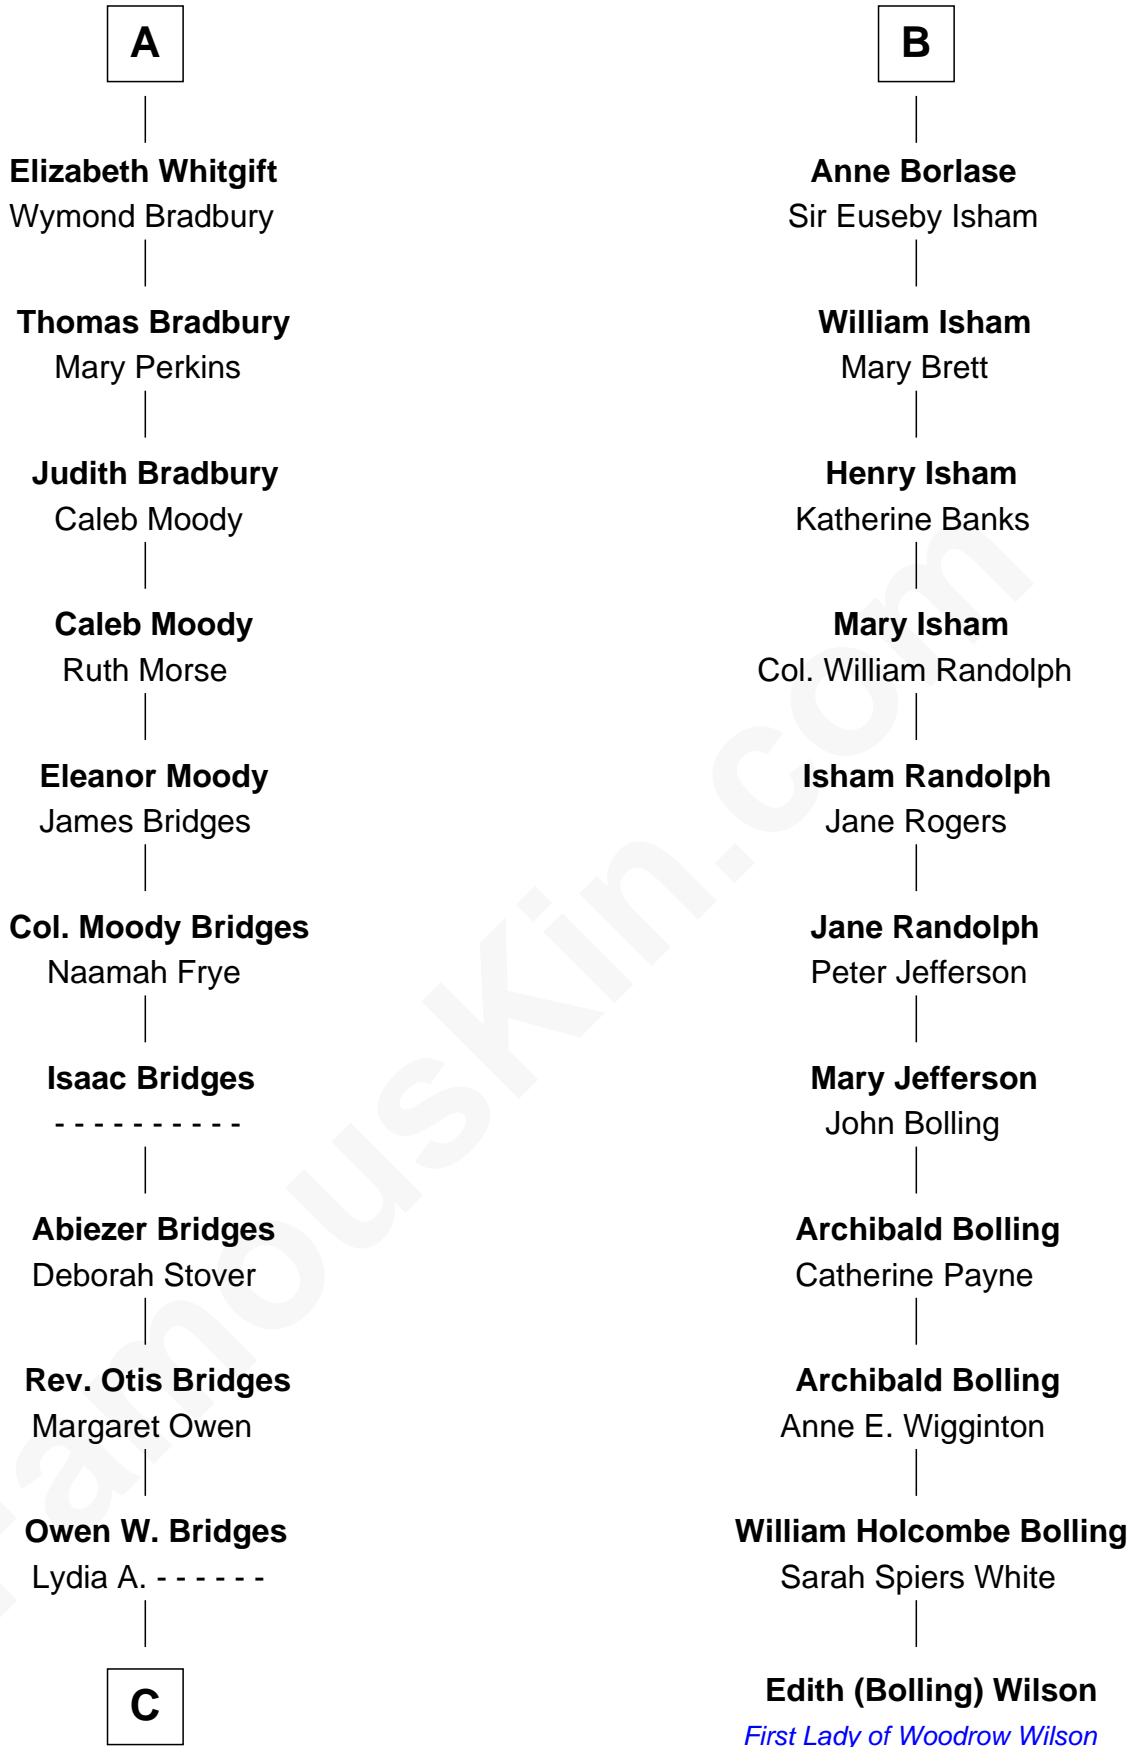 A
Elizabeth Whitgift
Wymond Bradbury
Thomas Bradbury
Mary Perkins
Judith Bradbury
Caleb Moody
Caleb Moody
Ruth Morse
Eleanor Moody
James Bridges
Col. Moody Bridges
Naamah Frye
Isaac Bridges
- - - - - - - - - -
Abiezer Bridges
Deborah Stover
Rev. Otis Bridges
Margaret Owen
Owen W. Bridges
Lydia A. - - - - - -
C
B
Anne Borlase
Sir Euseby Isham
William Isham
Mary Brett
Henry Isham
Katherine Banks
Mary Isham
Col. William Randolph
Isham Randolph
Jane Rogers
Jane Randolph
Peter Jefferson
Mary Jefferson
John Bolling
Archibald Bolling
Catherine Payne
Archibald Bolling
Anne E. Wigginton
William Holcombe Bolling
Sarah Spiers White
Edith (Bolling) Wilson
First Lady of Woodrow Wilson
FamousKin.com